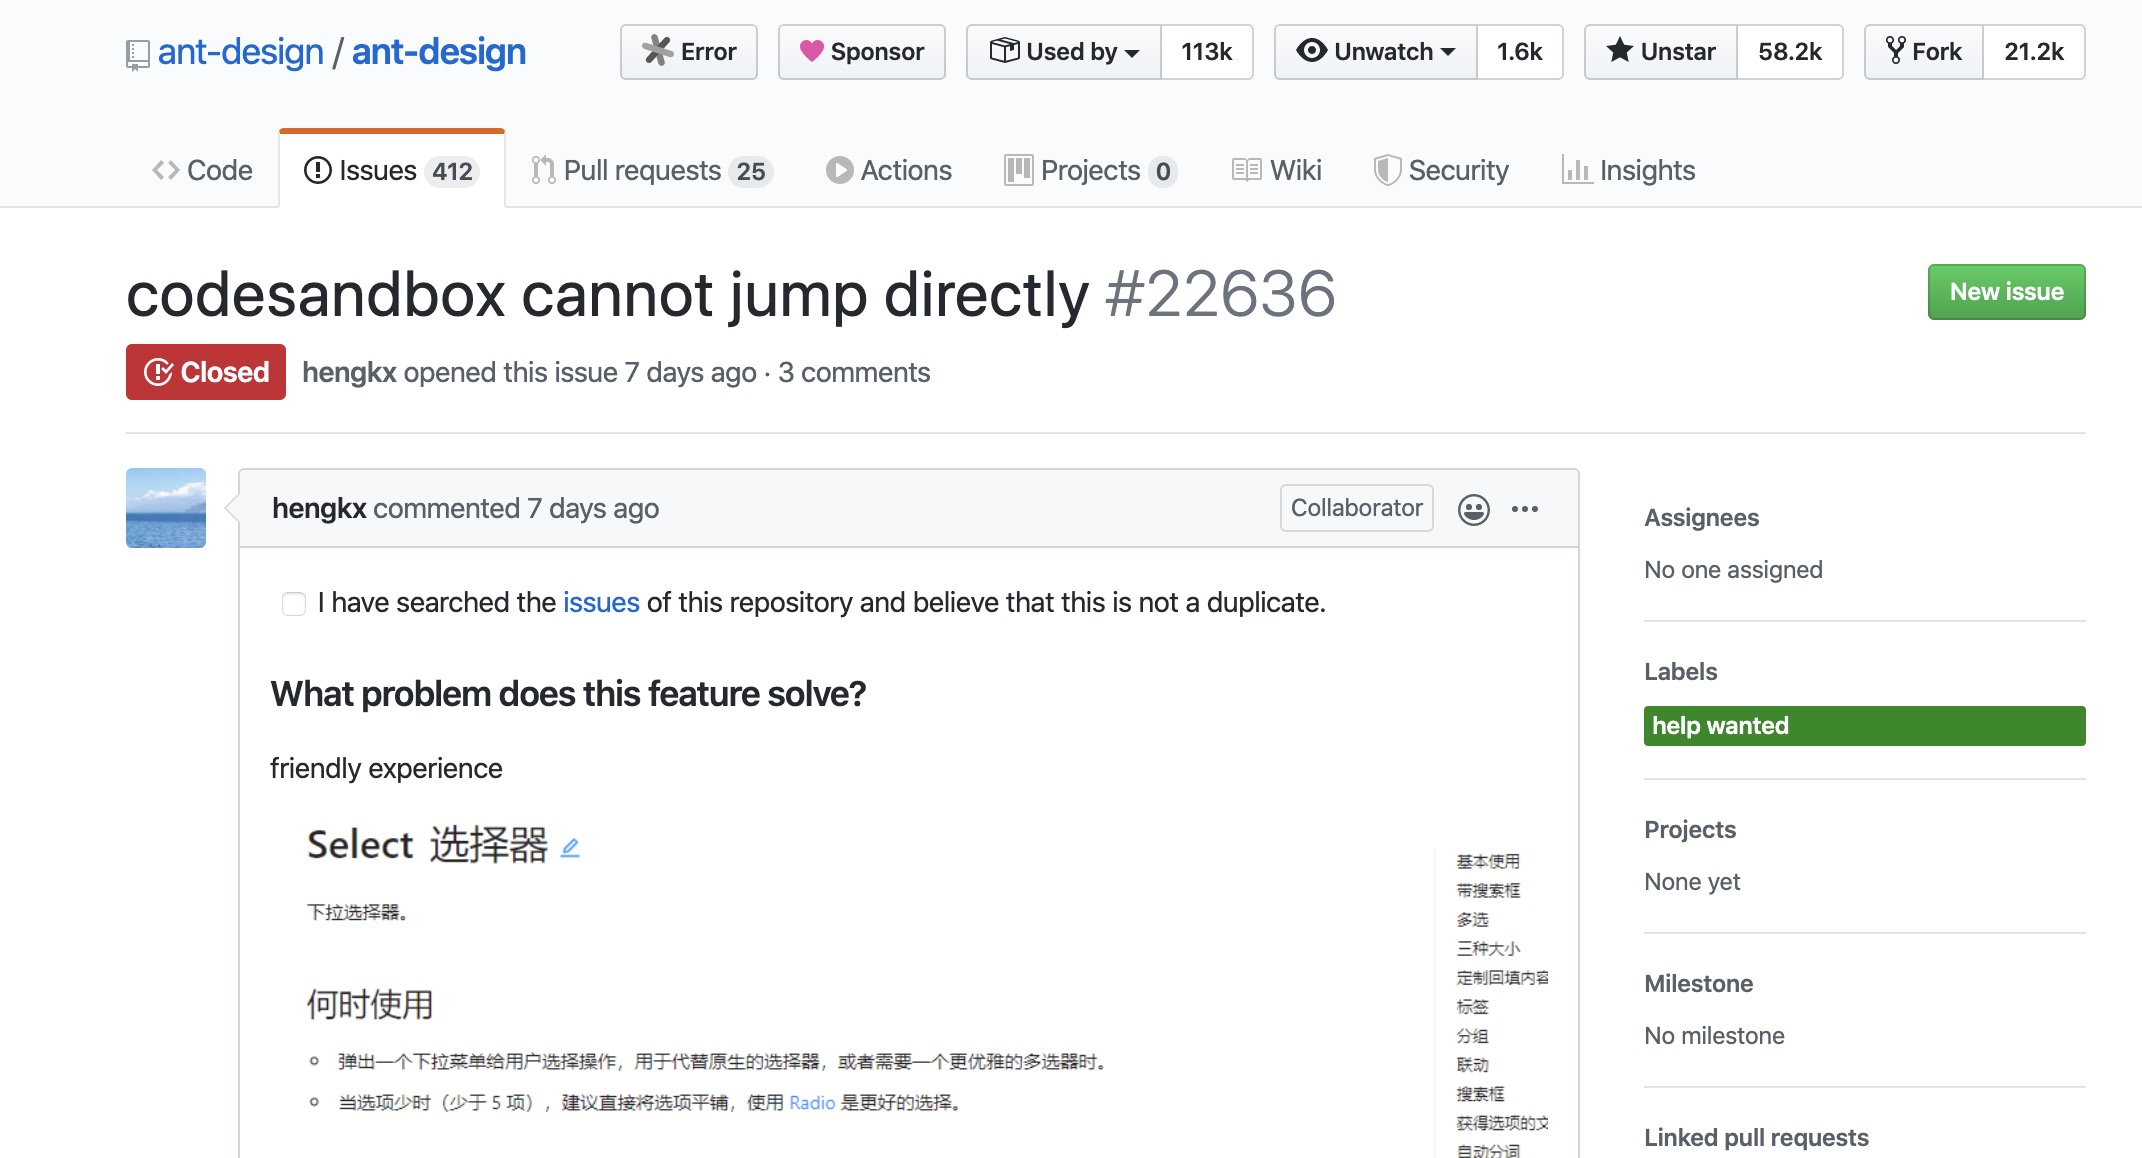 ant-design / ant-design
Error
Sponsor
Used by 113k
Unwatch 1.6k
Unstar 58.2k
Fork 21.2k
Code
Issues 412
Pull requests 25
Actions
Projects 0
Wiki
Security
Insights
codesandbox cannot jump directly #22636
New issue
Closed
hengkx opened this issue 7 days ago · 3 comments
hengkx commented 7 days ago
Collaborator
I have searched the issues of this repository and believe that this is not a duplicate.
What problem does this feature solve?
friendly experience
Select 选择器
下拉选择器。
何时使用
弹出一个下拉菜单给用户选择操作，用于代替原生的选择器，或者需要一个更优雅的多选器时。
当选项少时（少于 5 项），建议直接将选项平铺，使用 Radio 是更好的选择。
基本使用
带搜索框
多选
三种大小
定制回填内容
标签
分组
联动
搜索框
获得选项的文
自动分词
Assignees
No one assigned
Labels
help wanted
Projects
None yet
Milestone
No milestone
Linked pull requests